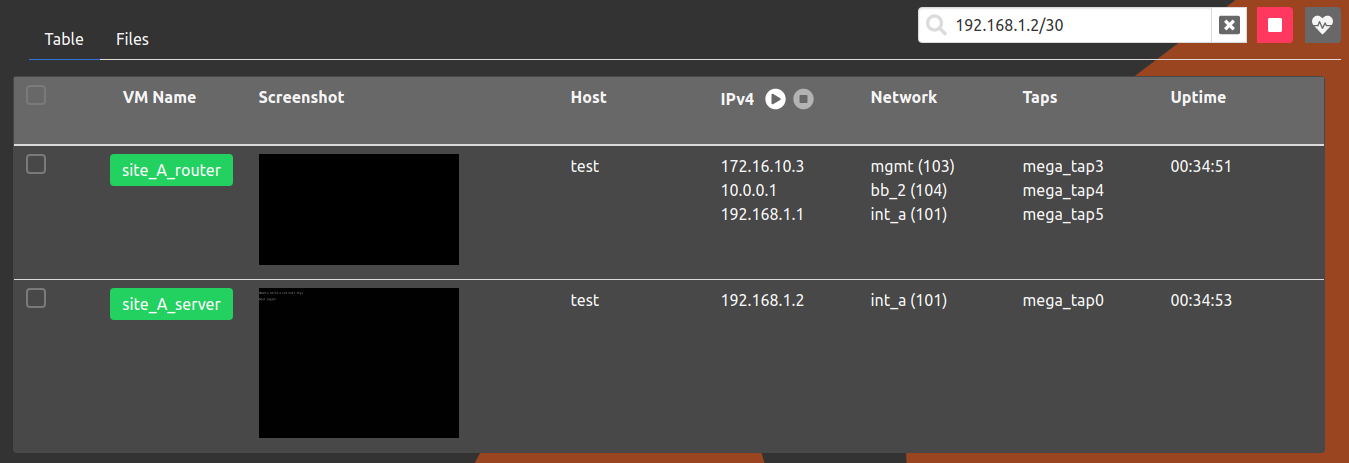 192.168.1.2/30
Table Files
VM Name Screenshot Host IPv4 Network Taps Uptime
site_A_router test 172.16.10.3 mgmt (103) mega_tap3 00:34:51
10.0.0.1 bb_2 (104) mega_tap4
192.168.1.1 int_a (101) mega_tap5
site_A_server test 192.168.1.2 int_a (101) mega_tap0 00:34:53